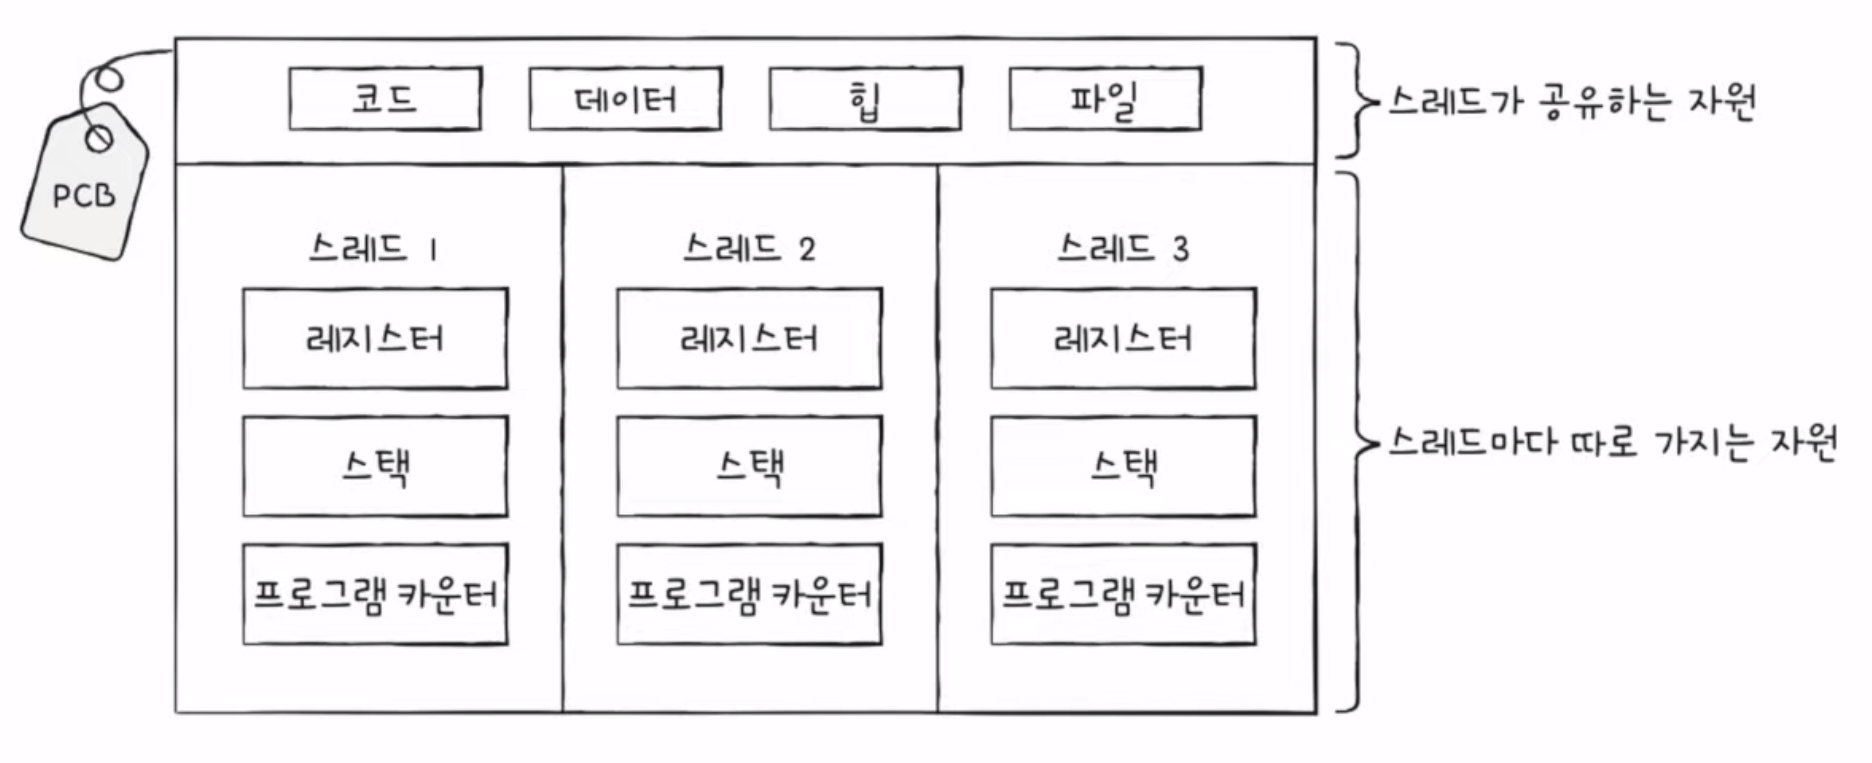 코드 데이터 힙 파일
스레드가 공유하는 자원
PCB
스레드 1 스레드 2 스레드 3
레지스터 레지스터 레지스터
스택 스택 스택
스레드마다 따로 가지는 자원
프로그램 카운터 프로그램 카운터 프로그램 카운터